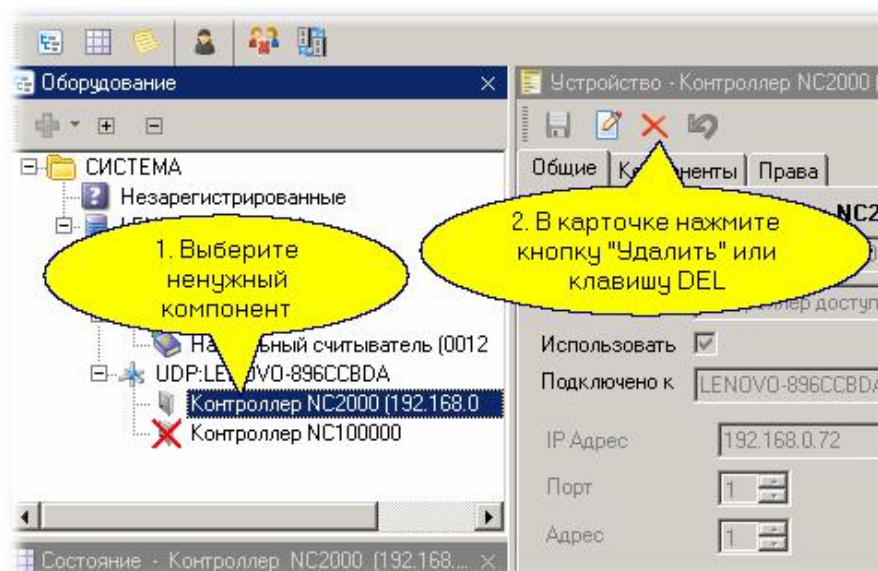 Оборудование
СИСТЕМА
Незарегистрированные
1. Выберите
ненужный
компонент
считыватель (0012
UDP:LENOVO-896CCBDA
Контроллер NC2000 (192.168.0
Контроллер NC100000
Состояние - Контроллер NC2000 (192.168....
Устройство - Контроллер NC2000 (
Общие
Права
NC2
2. В карточке нажмите
кнопку "Удалить" или
клавишу DEL
Использовать
Подключено к
LENOVO-896CCBDA
IP Адрес
192.168.0.72
Порт
1
Адрес
1